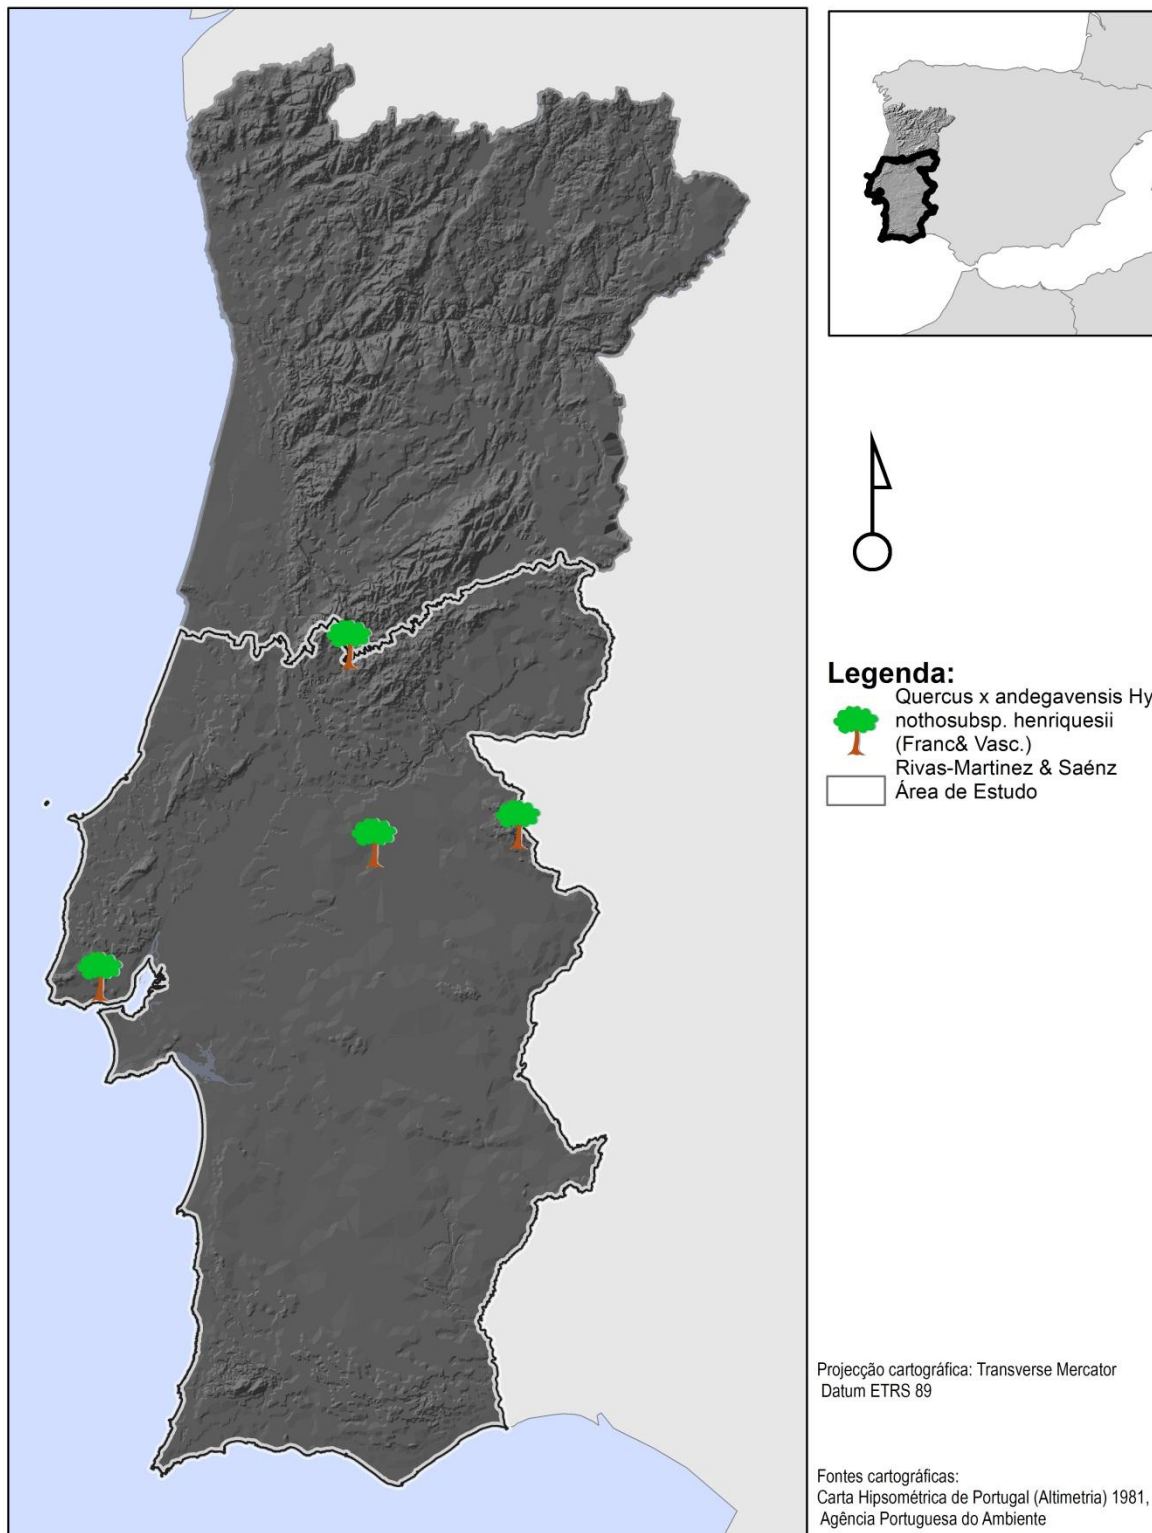 Legenda:
Quercus x andegavensis Hy
nothosubsp. henriquesii
(Franc& Vasc.)
Rivas-Martinez & Saénz
Área de Estudo
Projecção cartográfica: Transverse Mercator
Datum ETRS 89
Fontes cartográficas:
Carta Hipsométrica de Portugal (Altimetria) 1981,
Agência Portuguesa do Ambiente